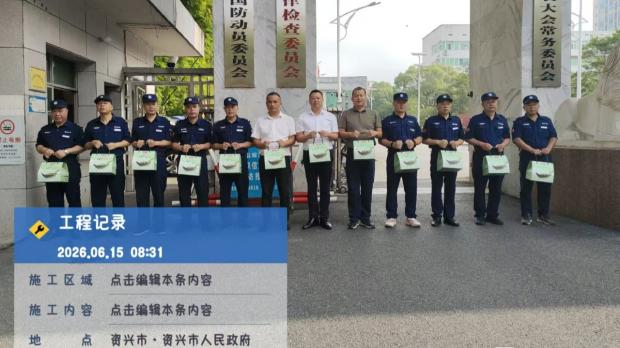 国防动员委员会
律检查委员会
大会常务委员会
工程记录
2026.06.15 08:31
施工区域 点击编辑本条内容
施工内容 点击编辑本条内容
地 点 资兴市·资兴市人民政府